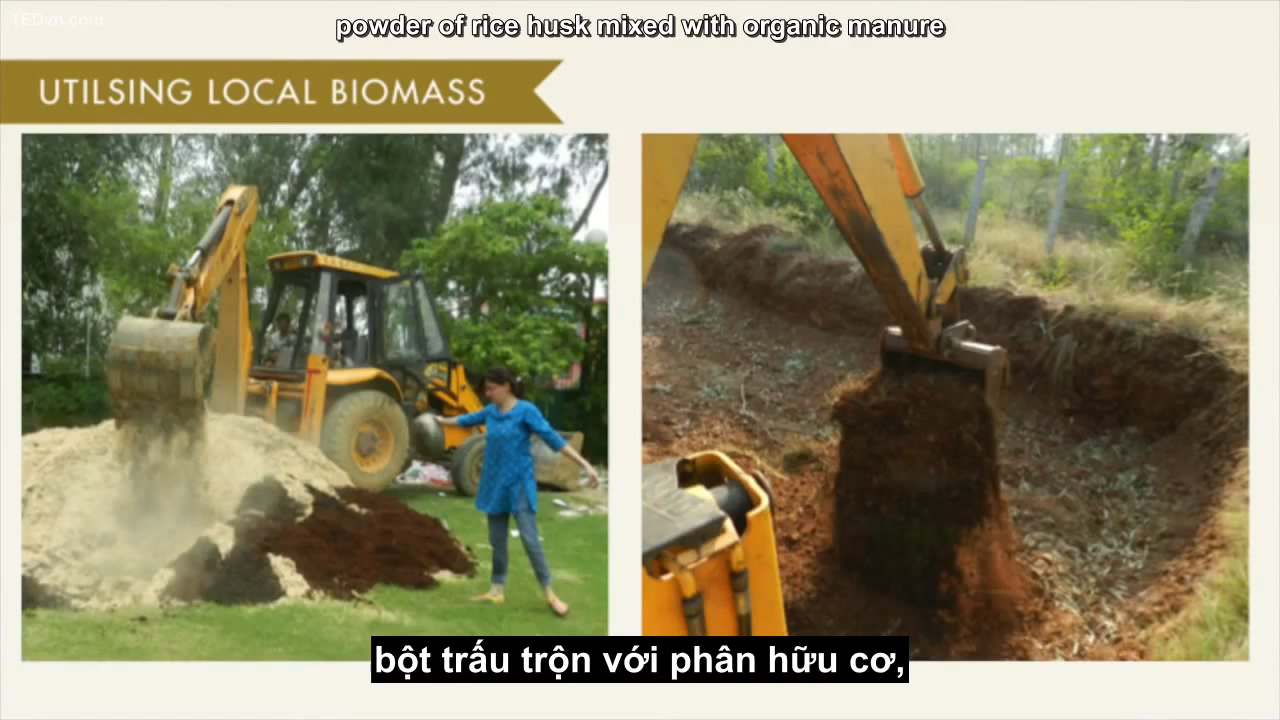 TEDvn.com
powder of rice husk mixed with organic manure
UTILSING LOCAL BIOMASS
bột trấu trộn với phân hữu cơ,